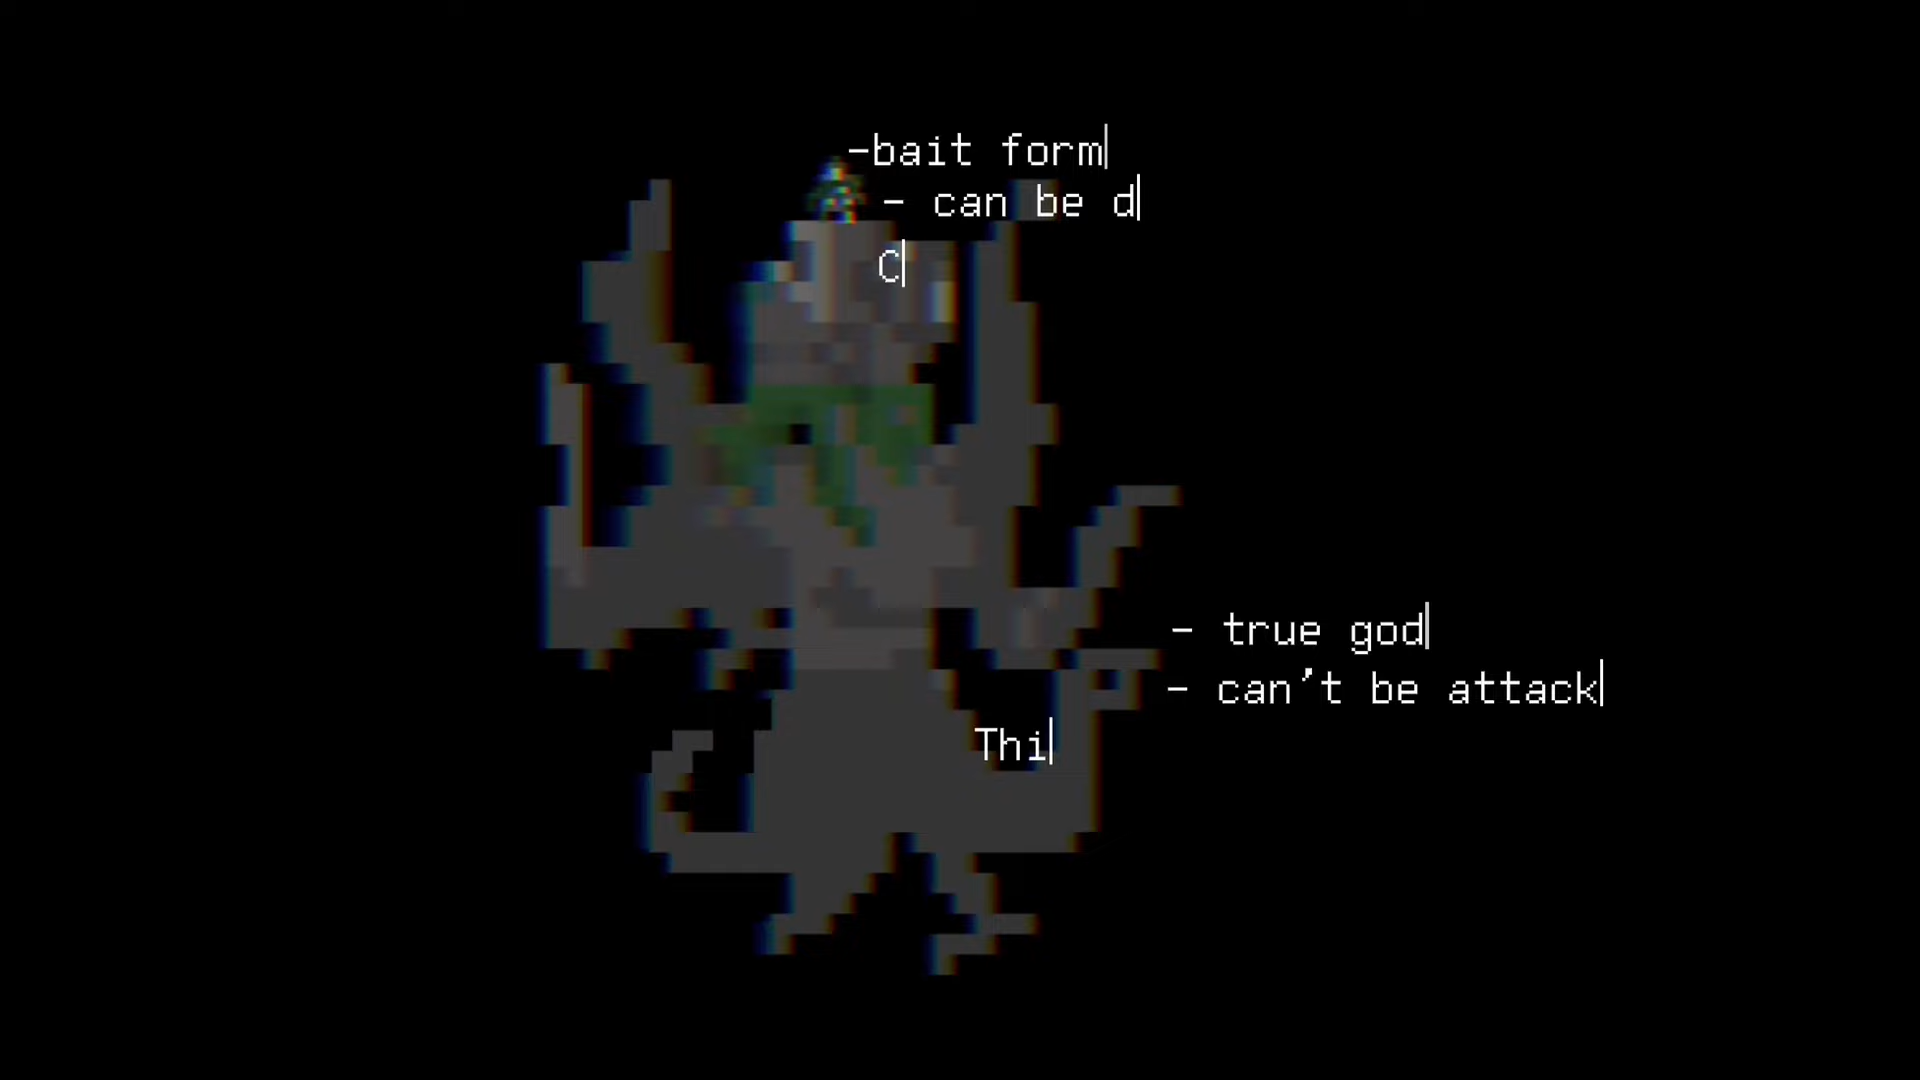 -bait form
- can be d
C
- true god
- can't be attack
Thi